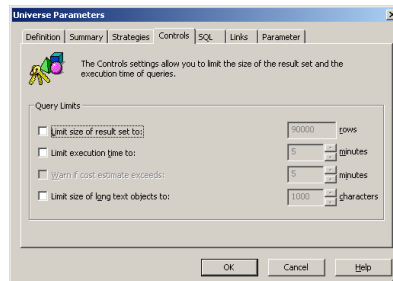 Universe Parameters
Definition Summary Strategies Controls SQL Links Parameter
The Controls settings allow you to limit the size of the result set and the
execution time of queries.
Query Limits
Limit size of result set to: 90000 rows
Limit execution time to: 5 minutes
Warn if cost estimate exceeds: 5 minutes
Limit size of long text objects to: 1000 characters
OK Cancel Help